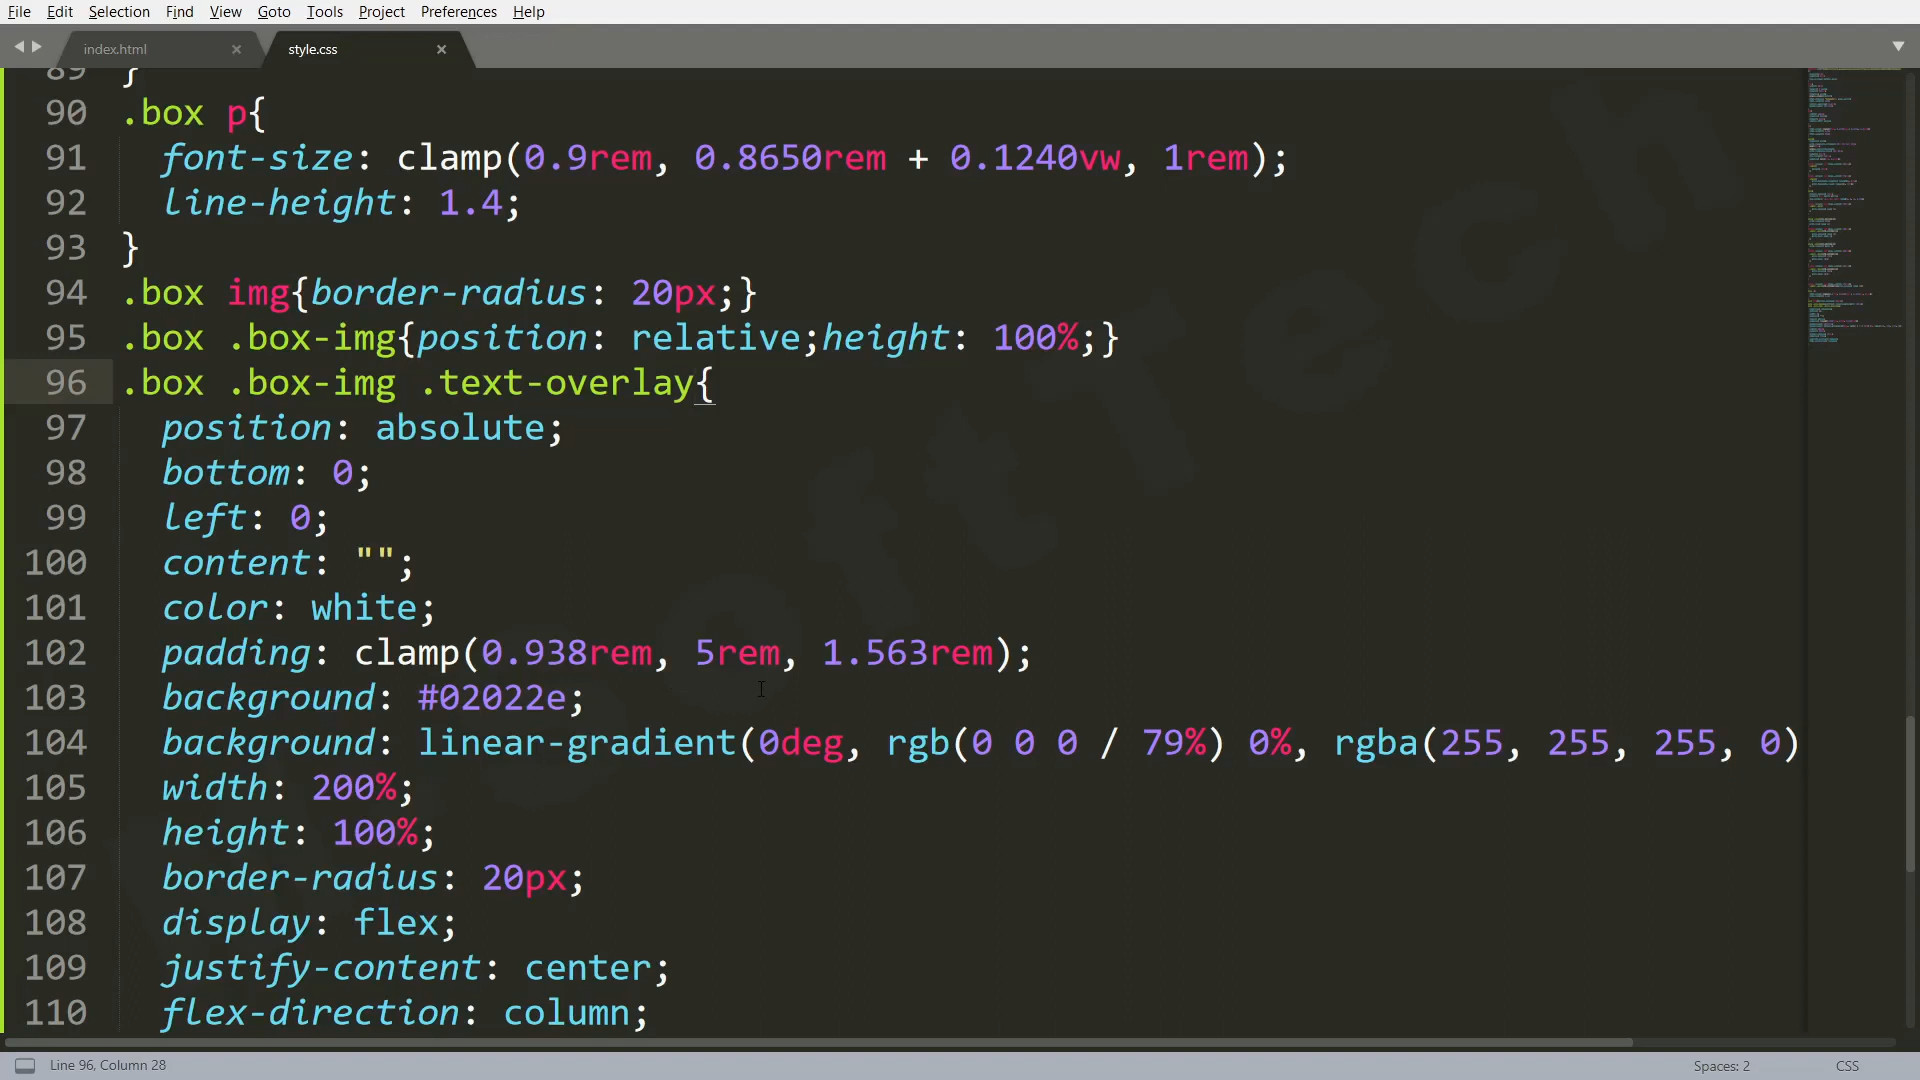 File Edit Selection Find View Goto Tools Project Preferences Help
index.html × style.css ×
89 }
90 .box p{
91 font-size: clamp(0.9rem, 0.8650rem + 0.1240vw, 1rem);
92 line-height: 1.4;
93 }
94 .box img{border-radius: 20px;}
95 .box .box-img{position: relative;height: 100%;}
96 .box .box-img .text-overlay{
97 position: absolute;
98 bottom: 0;
99 left: 0;
100 content: "";
101 color: white;
102 padding: clamp(0.938rem, 5rem, 1.563rem);
103 background: #02022e;
104 background: linear-gradient(0deg, rgb(0 0 0 / 79%) 0%, rgba(255, 255, 255, 0)
105 width: 200%;
106 height: 100%;
107 border-radius: 20px;
108 display: flex;
109 justify-content: center;
110 flex-direction: column;
Line 96, Column 28 Spaces: 2 CSS